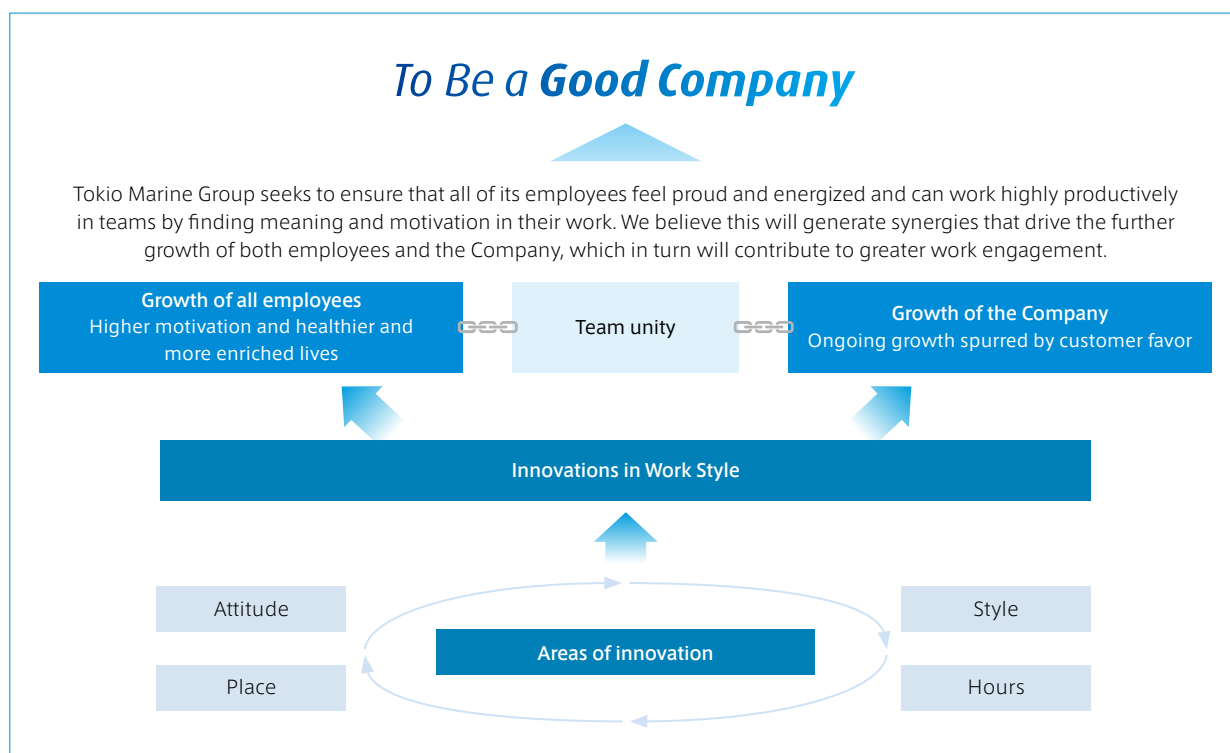 To Be a Good Company
Tokio Marine Group seeks to ensure that all of its employees feel proud and energized and can work highly productively
in teams by finding meaning and motivation in their work. We believe this will generate synergies that drive the further
growth of both employees and the Company, which in turn will contribute to greater work engagement.
Growth of all employees
Higher motivation and healthier and
more enriched lives
Team unity
Growth of the Company
Ongoing growth spurred by customer favor
Innovations in Work Style
Attitude
Style
Areas of innovation
Place
Hours